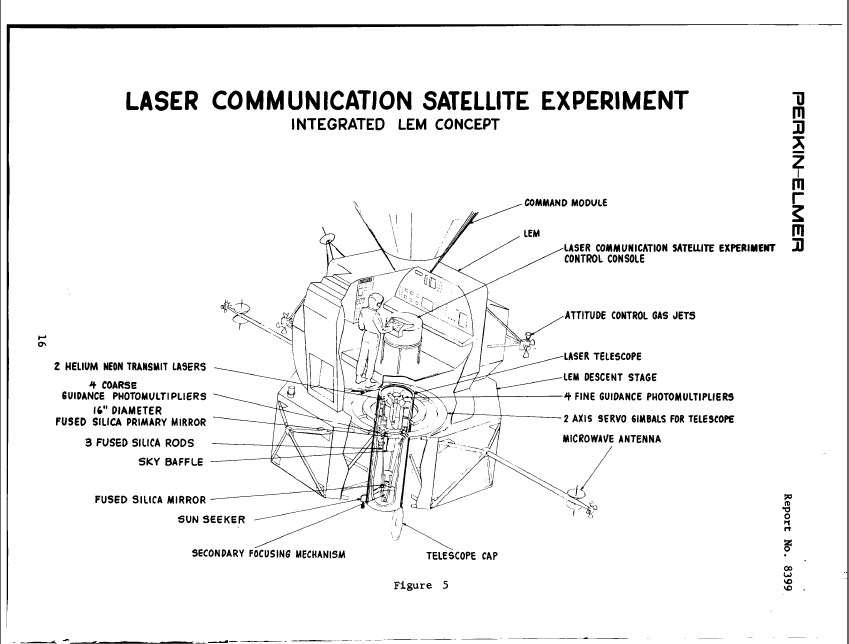 LASER COMMUNICATION SATELLITE EXPERIMENT
INTEGRATED LEM CONCEPT
PERKIN-ELMER
COMMAND MODULE
LEM
LASER COMMUNICATION SATELLITE EXPERIMENT
CONTROL CONSOLE
ATTITUDE CONTROL GAS JETS
LASER TELESCOPE
LEM DESCENT STAGE
4 FINE GUIDANCE PHOTOMULTIPLIERS
2 AXIS SERVO GIMBALS FOR TELESCOPE
MICROWAVE ANTENNA
2 HELIUM NEON TRANSMIT LASERS
4 COARSE
GUIDANCE PHOTOMULTIPLIERS
16" DIAMETER
FUSED SILICA PRIMARY MIRROR
3 FUSED SILICA RODS
SKY BAFFLE
FUSED SILICA MIRROR
SUN SEEKER
SECONDARY FOCUSING MECHANISM
TELESCOPE CAP
Figure 5
16
Report No. 8399